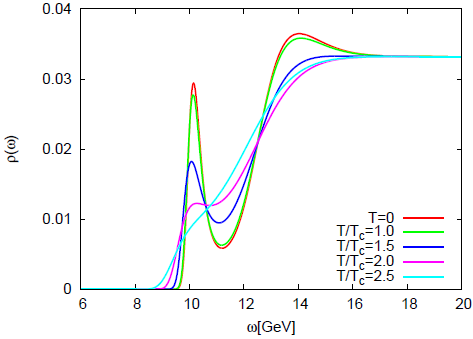 0.04
0.03
0.02
0.01
0
ρ(ω)
T=0
T/Tc=1.0
T/Tc=1.5
T/Tc=2.0
T/Tc=2.5
6 8 10 12 14 16 18 20
ω[GeV]